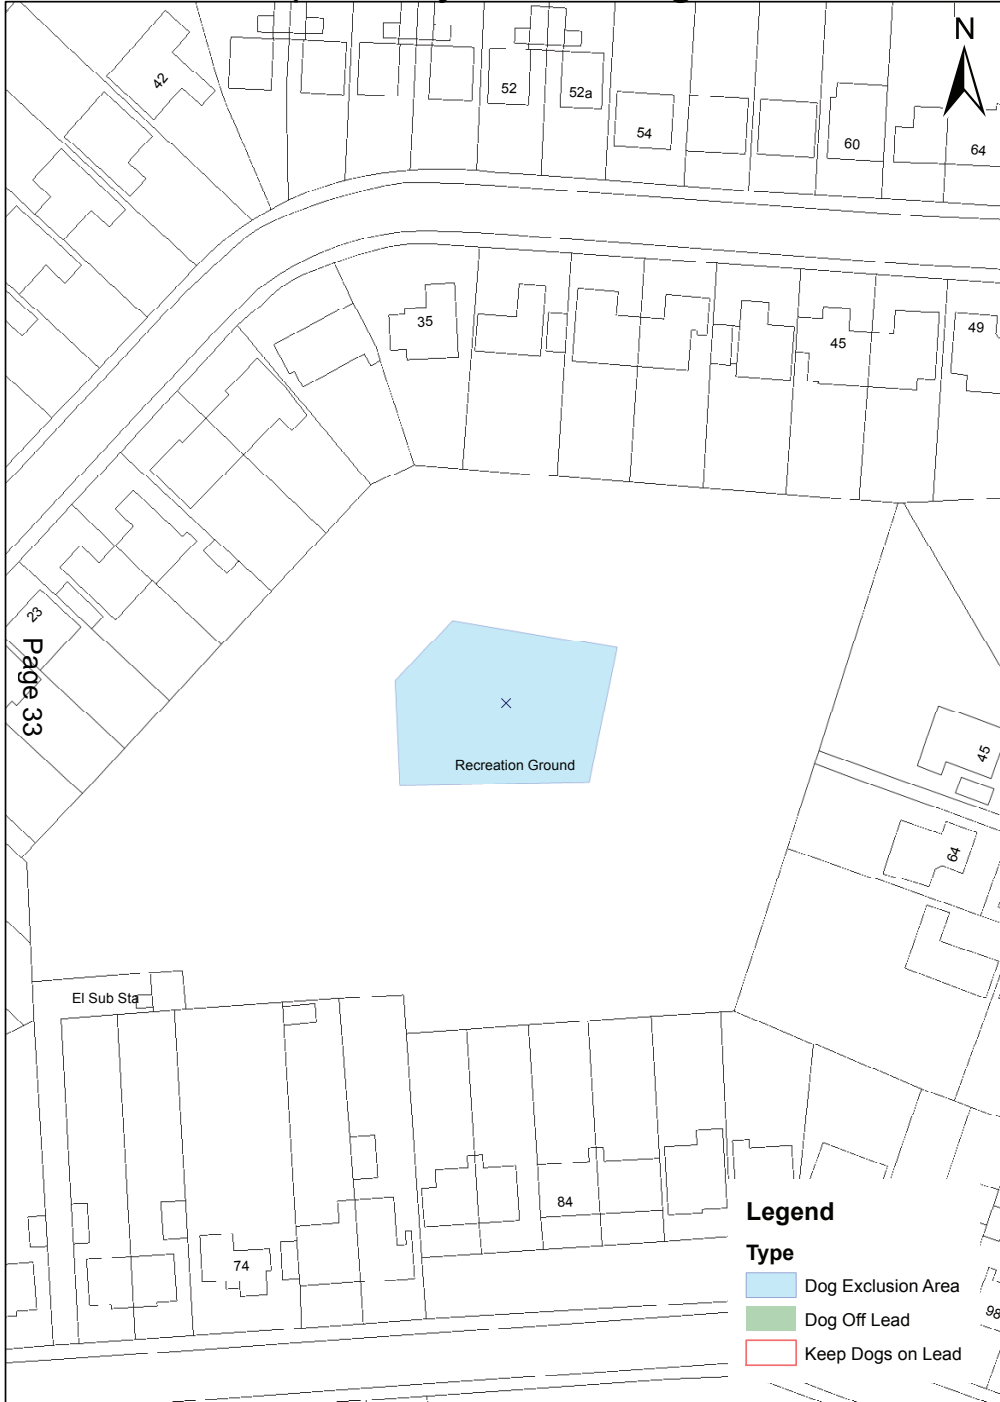 N
42
52
52a
54
60
64
35
45
49
23
Page 33
Recreation Ground
45
64
El Sub Sta
84
74
Legend
Type
Dog Exclusion Area
Dog Off Lead
Keep Dogs on Lead
98